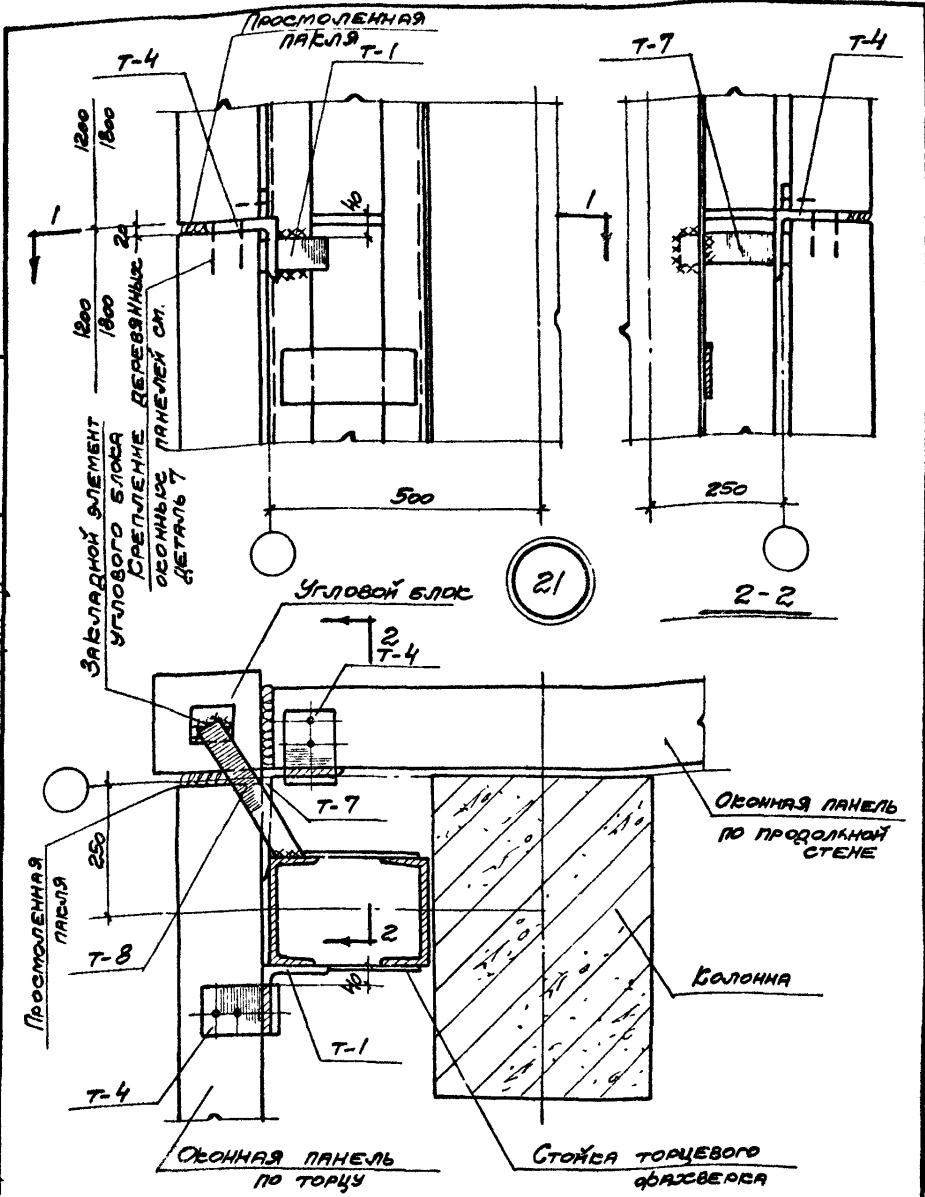 Просмоленная
пакля
Т-4
Т-1
Т-7
Т-4
1200
1800
1
20
40
1
1200
1800
Закладной элемент
углового блока
Крепление деревянных
оконных панелей см.
деталь 7
500
250
21
2-2
Угловой блок
2
Т-4
Т-7
250
Оконная панель
по продольной
стене
Просмоленная
пакля
Т-8
2
40
Колонна
Т-1
Т-4
Оконная панель
по торцу
Стойка торцевого
фахверка